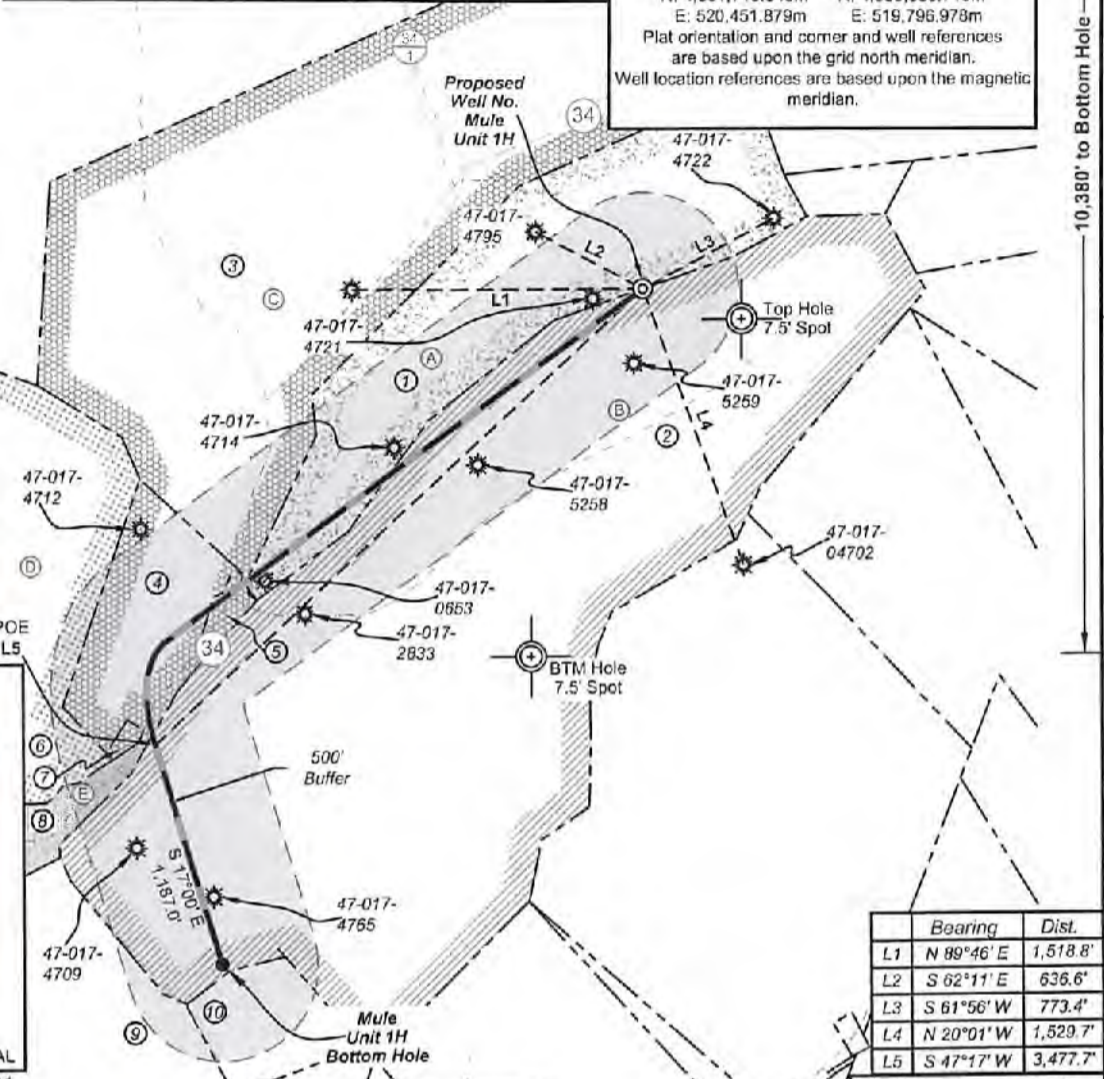 E: 520,451.879m E: 519,796.978m
Plat orientation and corner and well references
are based upon the grid north meridian.
Well location references are based upon the magnetic
meridian.
10,380' to Bottom Hole
Proposed
Well No.
Mule
Unit 1H
34
1
34
47-017-
4722
47-017-
4795
L2
L3
L1
3
C
47-017-
4721
A
1
Top Hole
7.5' Spot
47-017-
5259
B
2
L4
47-017-
4714
47-017-
5258
47-017-
4712
47-017-
04702
D
4
47-017-
0653
47-017-
2833
POE
L5
34
5
BTM Hole
7.5' Spot
6
7
E
8
500'
Buffer
S 17°00' E
1,187.0'
47-017-
4765
47-017-
4709
10
9
Mule
Unit 1H
Bottom Hole
Bearing Dist.
L1 N 89°46' E 1,518.8'
L2 S 62°11' E 636.6'
L3 S 61°56' W 773.4'
L4 N 20°01' W 1,529.7'
L5 S 47°17' W 3,477.7'